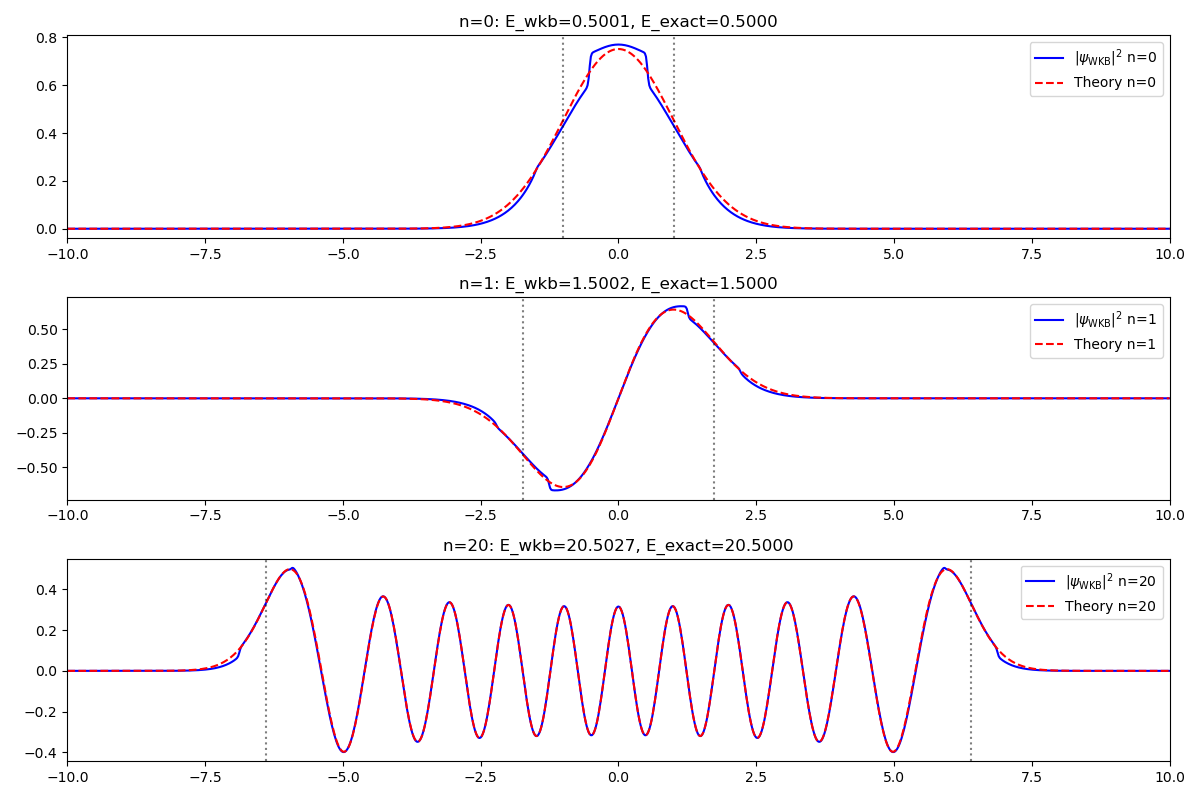 n=0: E_wkb=0.5001, E_exact=0.5000
0.8
0.6
0.4
0.2
0.0
|ψWKB|² n=0
Theory n=0
−10.0 −7.5 −5.0 −2.5 0.0 2.5 5.0 7.5 10.0
n=1: E_wkb=1.5002, E_exact=1.5000
0.50
0.25
0.00
−0.25
−0.50
|ψWKB|² n=1
Theory n=1
−10.0 −7.5 −5.0 −2.5 0.0 2.5 5.0 7.5 10.0
n=20: E_wkb=20.5027, E_exact=20.5000
0.4
0.2
0.0
−0.2
−0.4
|ψWKB|² n=20
Theory n=20
−10.0 −7.5 −5.0 −2.5 0.0 2.5 5.0 7.5 10.0